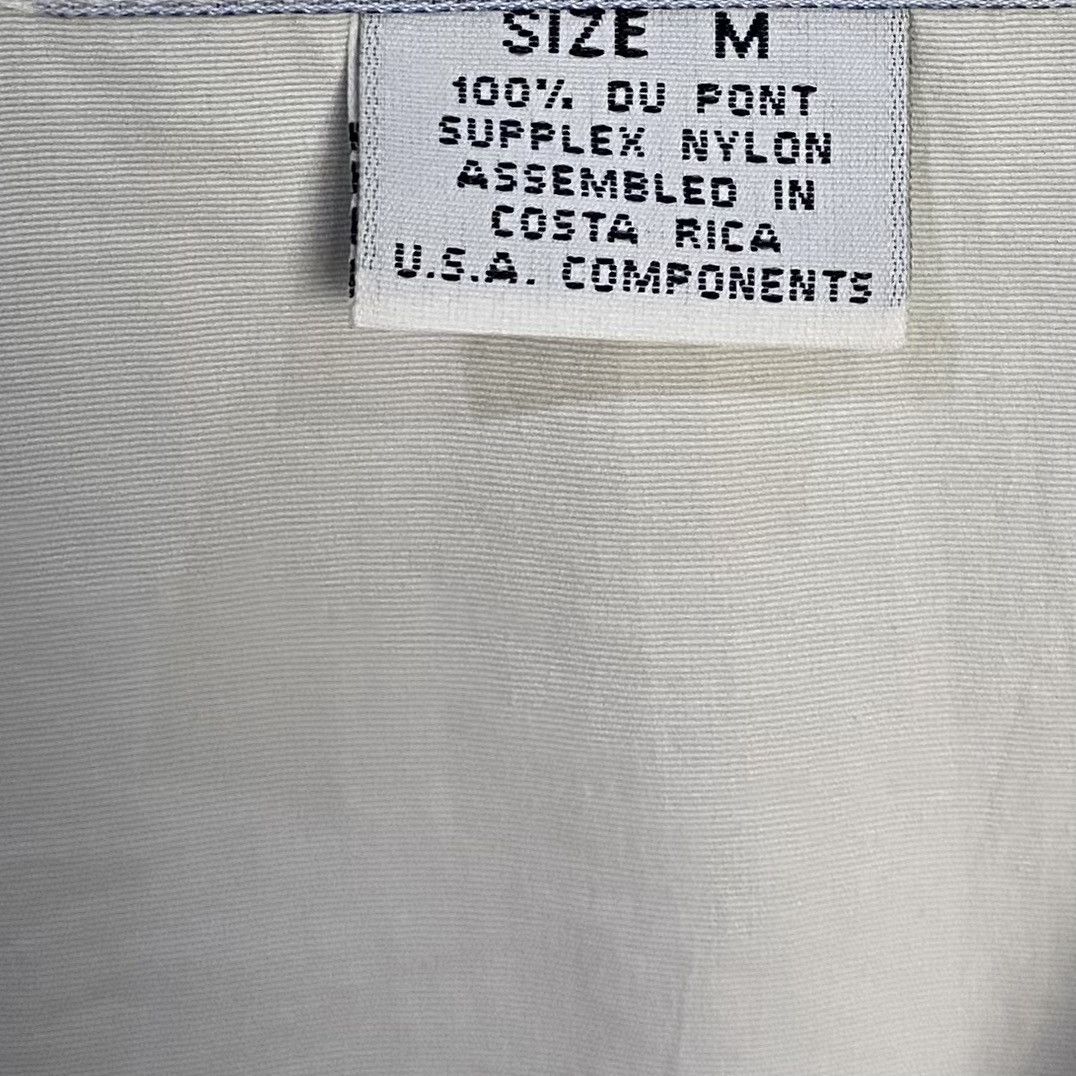 SIZE M
100% DU PONT
SUPPLEX NYLON
ASSEMBLED IN
COSTA RICA
U.S.A. COMPONENTS